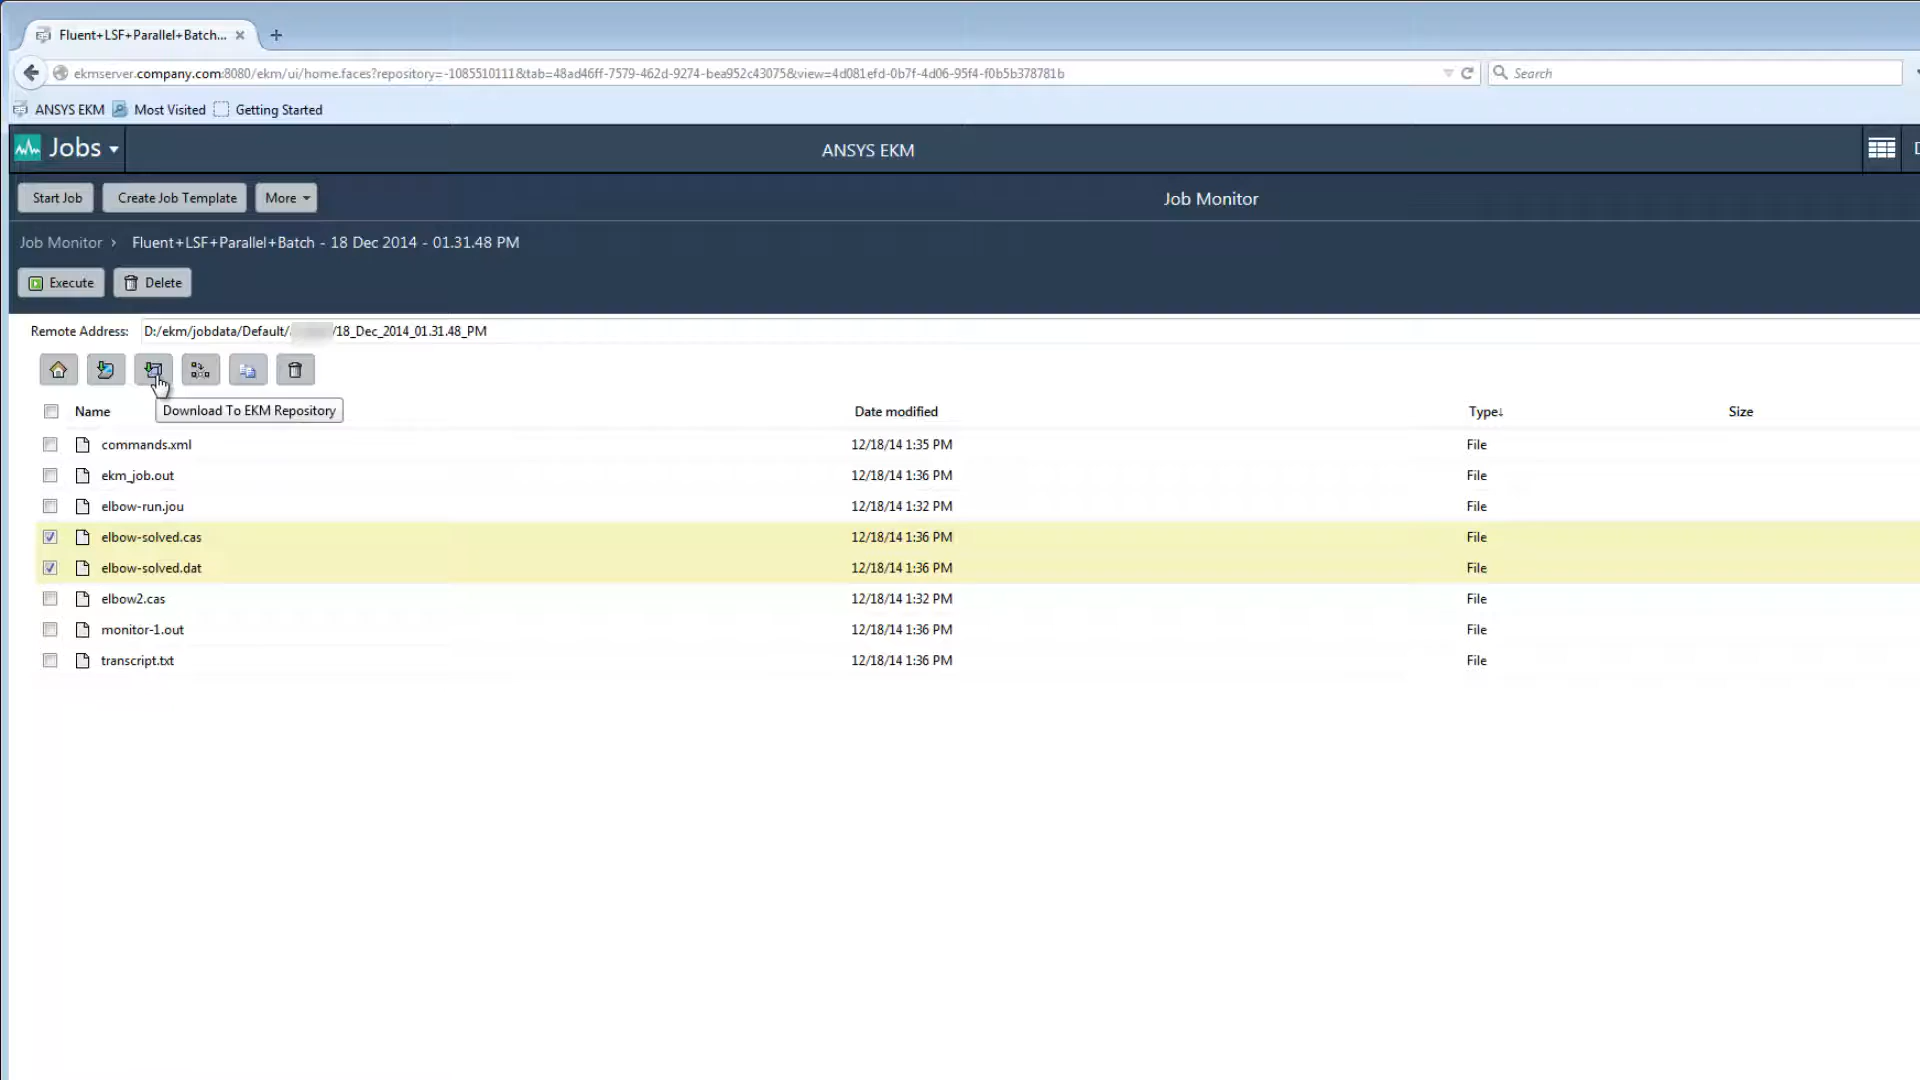 Fluent+LSF+Parallel+Batch...
ekmserver.company.com:8080/ekm/ui/home.faces?repository=-1085510111&tab=48ad46ff-7579-462d-9274-bea952c43075&view=4d081efd-0b7f-4d06-95f4-f0b5b378781b
Search
ANSYS EKM Most Visited Getting Started
Jobs ANSYS EKM
Start Job Create Job Template More Job Monitor
Job Monitor › Fluent+LSF+Parallel+Batch - 18 Dec 2014 - 01.31.48 PM
Execute Delete
Remote Address: D:/ekm/jobdata/Default/ /18_Dec_2014_01.31.48_PM
Download To EKM Repository
Name Date modified Type↓ Size
commands.xml 12/18/14 1:35 PM File
ekm_job.out 12/18/14 1:36 PM File
elbow-run.jou 12/18/14 1:32 PM File
elbow-solved.cas 12/18/14 1:36 PM File
elbow-solved.dat 12/18/14 1:36 PM File
elbow2.cas 12/18/14 1:32 PM File
monitor-1.out 12/18/14 1:36 PM File
transcript.txt 12/18/14 1:36 PM File